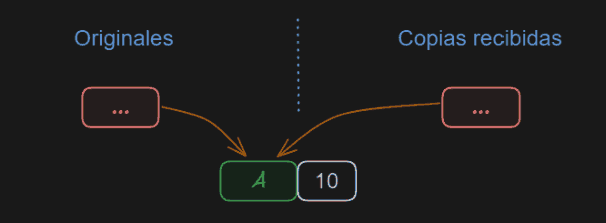 Originales
Copias recibidas
...
...
A
10